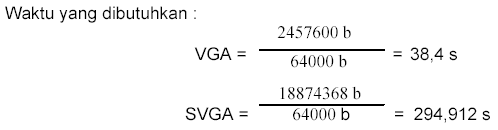 Waktu yang dibutuhkan :
2457600 b
VGA = = 38,4 s
64000 b
18874368 b
SVGA = = 294,912 s
64000 b